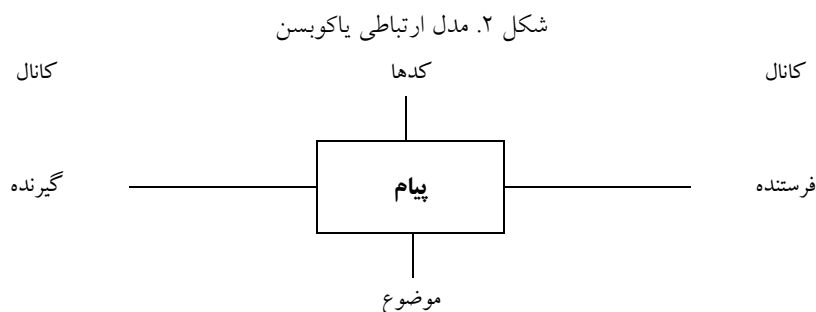 شکل ۲. مدل ارتباطی یاکوبسن
کانال
کدها
کانال
فرستنده
پیام
گیرنده
موضوع